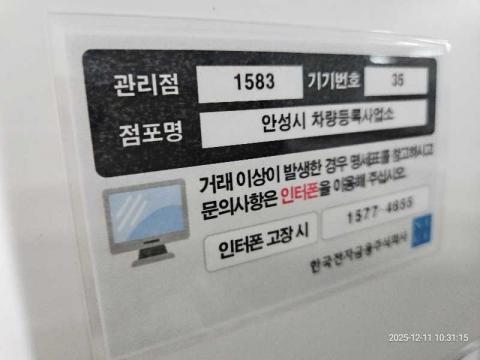 관리점 1583 기기번호 35
점포명 안성시 차량등록사업소
거래 이상이 발생한 경우 명세표를 참고하시고
문의사항은 인터폰을 이용해 주십시오.
인터폰 고장 시 1577-4655
한국전자금융주식회사
2025-12-11 10:31:15